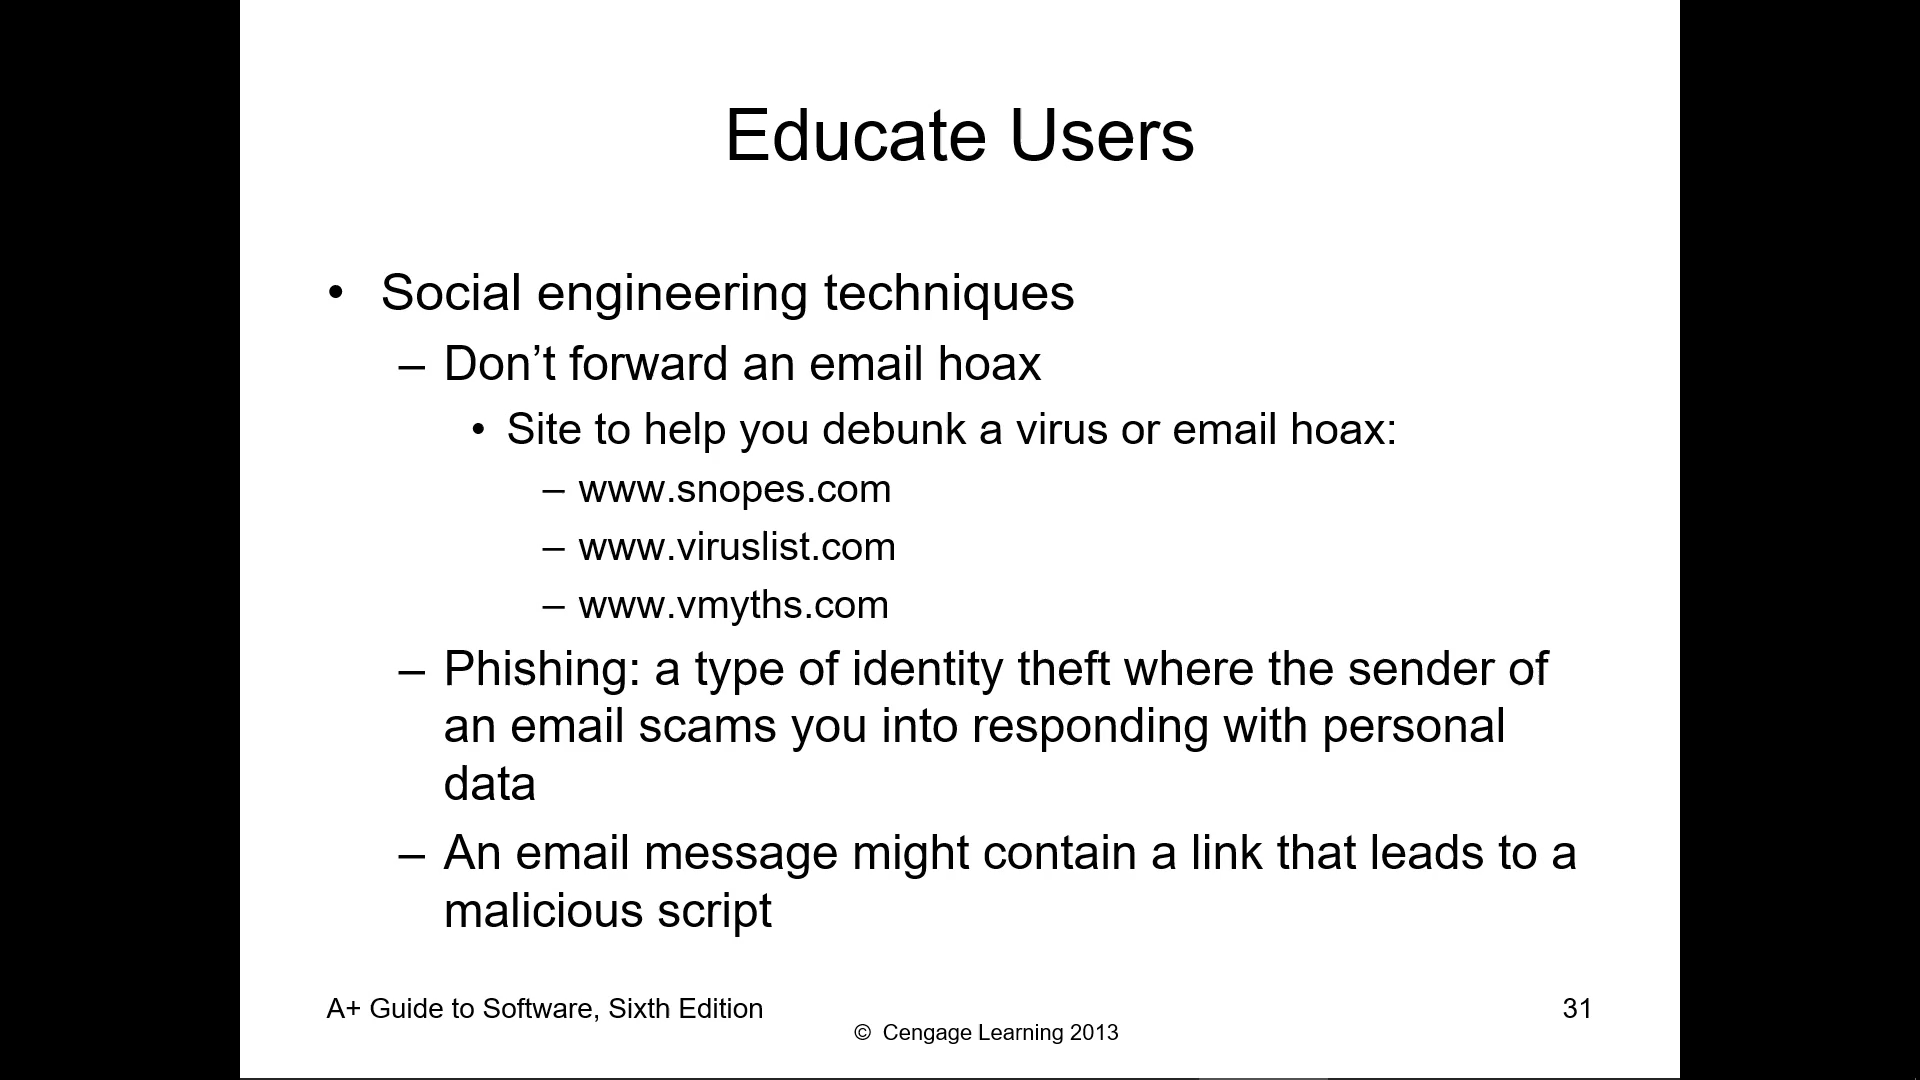 Educate Users
• Social engineering techniques
– Don’t forward an email hoax
• Site to help you debunk a virus or email hoax:
– www.snopes.com
– www.viruslist.com
– www.vmyths.com
– Phishing: a type of identity theft where the sender of
an email scams you into responding with personal
data
– An email message might contain a link that leads to a
malicious script
A+ Guide to Software, Sixth Edition
31
© Cengage Learning 2013